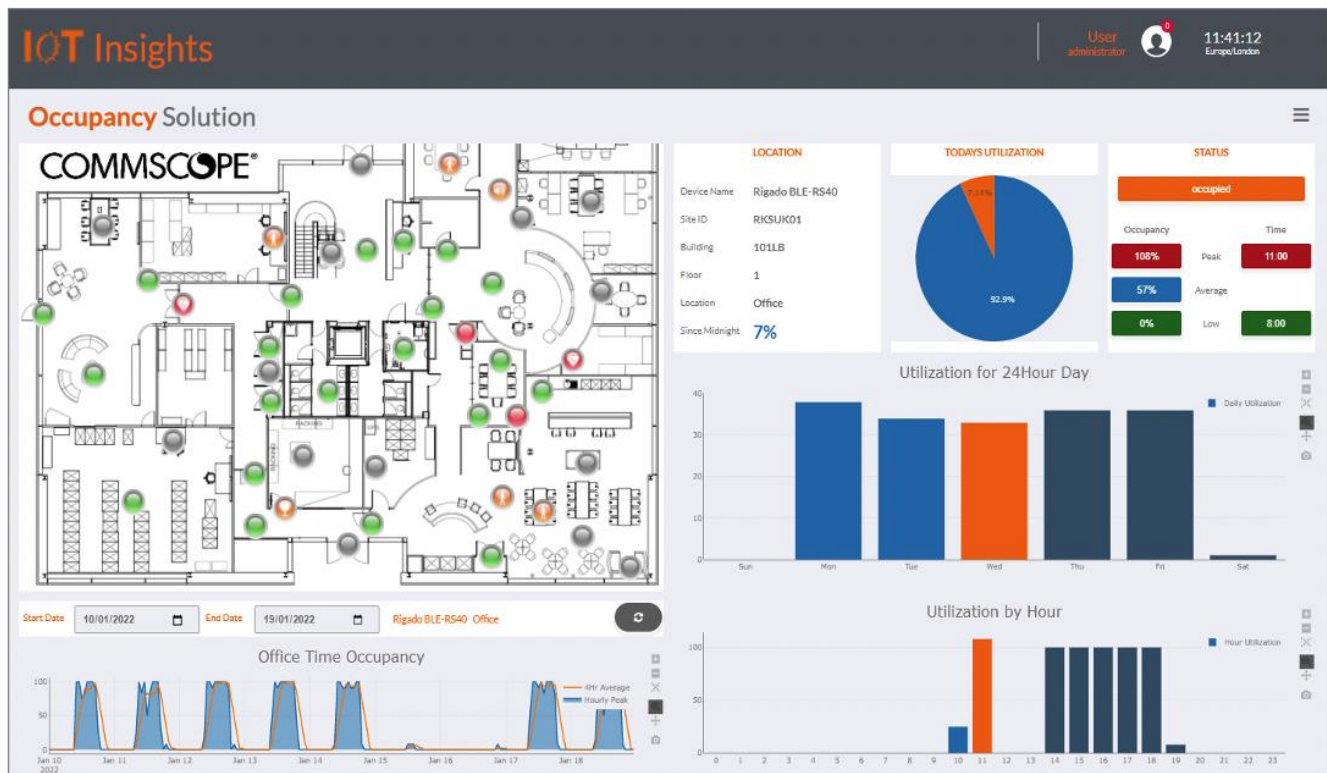 IOT Insights
User
administrator
0
11:41:12
Europe/London
Occupancy Solution
COMMSCOPE®
RACKING
RACKING
LOCATION
Device Name Rigado BLE-RS40
Site ID RKSUK01
Building 101LB
Floor 1
Location Office
Since Midnight 7%
TODAYS UTILIZATION
7.14%
92.9%
STATUS
occupied
Occupancy Time
108% Peak 11:00
57% Average
0% Low 8:00
Start Date 10/01/2022 End Date 19/01/2022 Rigado BLE-RS40 Office
Office Time Occupancy
4Hr Average
Hourly Peak
100
50
0
Jan 10 Jan 11 Jan 12 Jan 13 Jan 14 Jan 15 Jan 16 Jan 17 Jan 18
2022
Utilization for 24Hour Day
Daily Utilization
40
30
20
10
0
Sun Mon Tue Wed Thu Fri Sat
Utilization by Hour
Hour Utilization
100
50
0
0 1 2 3 4 5 6 7 8 9 10 11 12 13 14 15 16 17 18 19 20 21 22 23